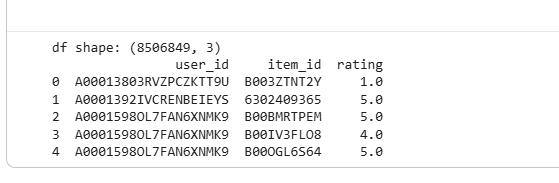 df shape: (8506849, 3)
user_id item_id rating
0 A00013803RVZPCZKTT9U B003ZTNT2Y 1.0
1 A0001392IVCRENBEIEYS 6302409365 5.0
2 A0001598OL7FAN6XNMK9 B00BMRTPEM 5.0
3 A0001598OL7FAN6XNMK9 B00IV3FLO8 4.0
4 A0001598OL7FAN6XNMK9 B00OGL6S64 5.0